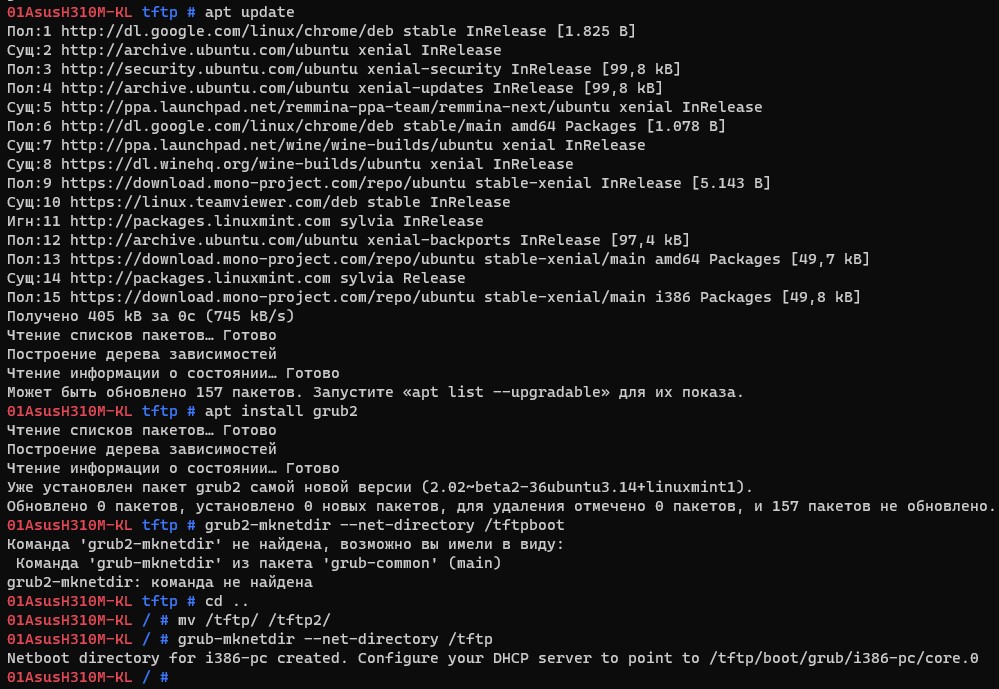 01AsusH310M-KL tftp # apt update
Пол:1 http://dl.google.com/linux/chrome/deb stable InRelease [1.825 B]
Сущ:2 http://archive.ubuntu.com/ubuntu xenial InRelease
Пол:3 http://security.ubuntu.com/ubuntu xenial-security InRelease [99,8 kB]
Пол:4 http://archive.ubuntu.com/ubuntu xenial-updates InRelease [99,8 kB]
Сущ:5 http://ppa.launchpad.net/remmina-ppa-team/remmina-next/ubuntu xenial InRelease
Пол:6 http://dl.google.com/linux/chrome/deb stable/main amd64 Packages [1.078 B]
Сущ:7 http://ppa.launchpad.net/wine/wine-builds/ubuntu xenial InRelease
Сущ:8 https://dl.winehq.org/wine-builds/ubuntu xenial InRelease
Пол:9 https://download.mono-project.com/repo/ubuntu stable-xenial InRelease [5.143 B]
Сущ:10 https://linux.teamviewer.com/deb stable InRelease
Игн:11 http://packages.linuxmint.com sylvia InRelease
Пол:12 http://archive.ubuntu.com/ubuntu xenial-backports InRelease [97,4 kB]
Пол:13 https://download.mono-project.com/repo/ubuntu stable-xenial/main amd64 Packages [49,7 kB]
Сущ:14 http://packages.linuxmint.com sylvia Release
Пол:15 https://download.mono-project.com/repo/ubuntu stable-xenial/main i386 Packages [49,8 kB]
Получено 405 kB за 0с (745 kB/s)
Чтение списков пакетов… Готово
Построение дерева зависимостей
Чтение информации о состоянии… Готово
Может быть обновлено 157 пакетов. Запустите «apt list --upgradable» для их показа.
01AsusH310M-KL tftp # apt install grub2
Чтение списков пакетов… Готово
Построение дерева зависимостей
Чтение информации о состоянии… Готово
Уже установлен пакет grub2 самой новой версии (2.02~beta2-36ubuntu3.14+linuxmint1).
Обновлено 0 пакетов, установлено 0 новых пакетов, для удаления отмечено 0 пакетов, и 157 пакетов не обновлено.
01AsusH310M-KL tftp # grub2-mknetdir --net-directory /tftpboot
Команда 'grub2-mknetdir' не найдена, возможно вы имели в виду:
Команда 'grub-mknetdir' из пакета 'grub-common' (main)
grub2-mknetdir: команда не найдена
01AsusH310M-KL tftp # cd ..
01AsusH310M-KL / # mv /tftp/ /tftp2/
01AsusH310M-KL / # grub-mknetdir --net-directory /tftp
Netboot directory for i386-pc created. Configure your DHCP server to point to /tftp/boot/grub/i386-pc/core.0
01AsusH310M-KL / #